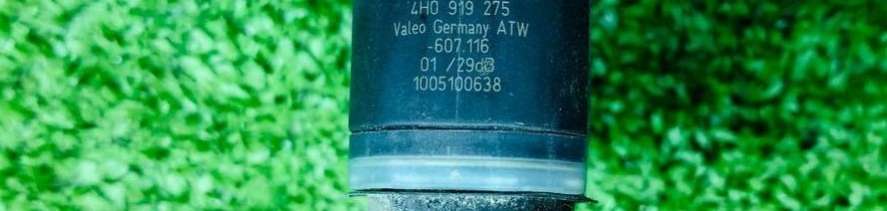 4H0 919 275
Valeo Germany ATW
-607.116
01 /29dB
1005100638